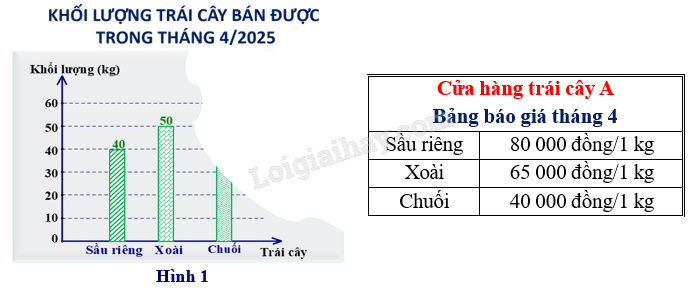 KHỐI LƯỢNG TRÁI CÂY BÁN ĐƯỢC
TRONG THÁNG 4/2025
Khối lượng (kg)
60
50
40
30
20
10
0
40
50
Sầu riêng Xoài Chuối
Trái cây
Hình 1
Loigiaihay.com
Cửa hàng trái cây A
Bảng báo giá tháng 4
Sầu riêng 80 000 đồng/1 kg
Xoài 65 000 đồng/1 kg
Chuối 40 000 đồng/1 kg